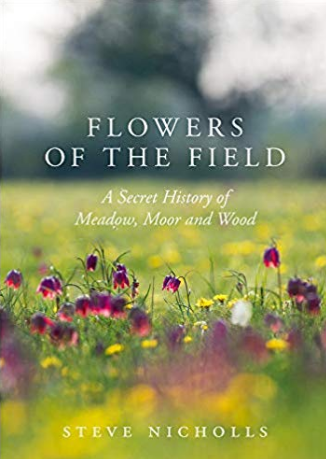 FLOWERS
OF THE FIELD
A Secret History of
Meadow, Moor and Wood
STEVE NICHOLLS